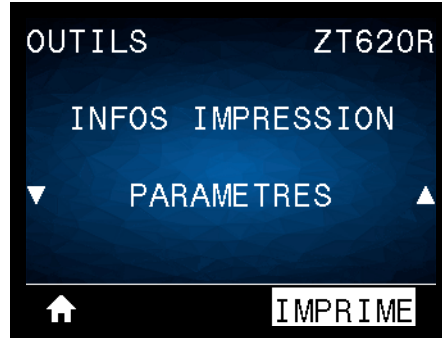 OUTILS ZT620R
INFOS IMPRESSION
PARAMETRES
IMPRIME